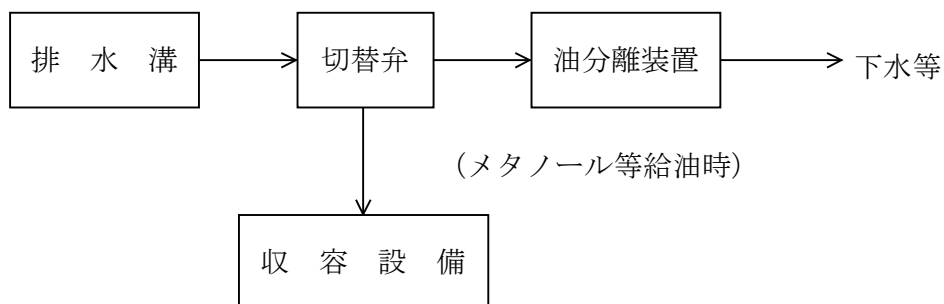 排　水　溝
切替弁
油分離装置
下水等
（メタノール等給油時）
収　容　設　備